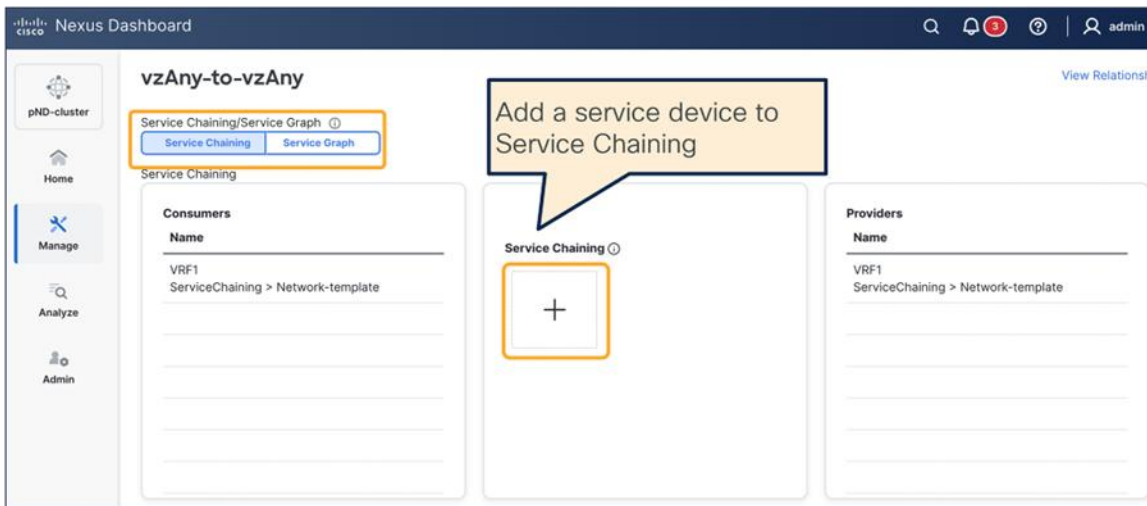 cisco Nexus Dashboard
3
admin
pND-cluster
Home
Manage
Analyze
Admin
vzAny-to-vzAny
View Relationsh
Service Chaining/Service Graph
Service Chaining Service Graph
Service Chaining
Add a service device to
Service Chaining
Consumers
Name
VRF1
ServiceChaining > Network-template
Service Chaining
+
Providers
Name
VRF1
ServiceChaining > Network-template